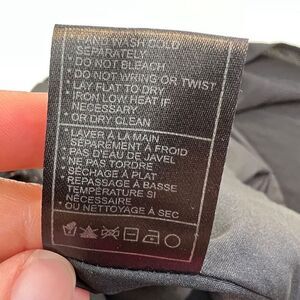 HAND WASH COLD
SEPARATELY
• DO NOT BLEACH
• DO NOT WRING OR TWIST
• LAY FLAT TO DRY
• IRON LOW HEAT IF
NECESSARY
• OR DRY CLEAN
• LAVER À LA MAIN
SÉPAREMENT À FROID
• PAS D'EAU DE JAVEL
• NE PAS TORDRE
• SÉCHAGE À PLAT
• REPASSAGE À BASSE
TEMPÉRATURE SI
NÉCESSAIRE
• OU NETTOYAGE À SEC